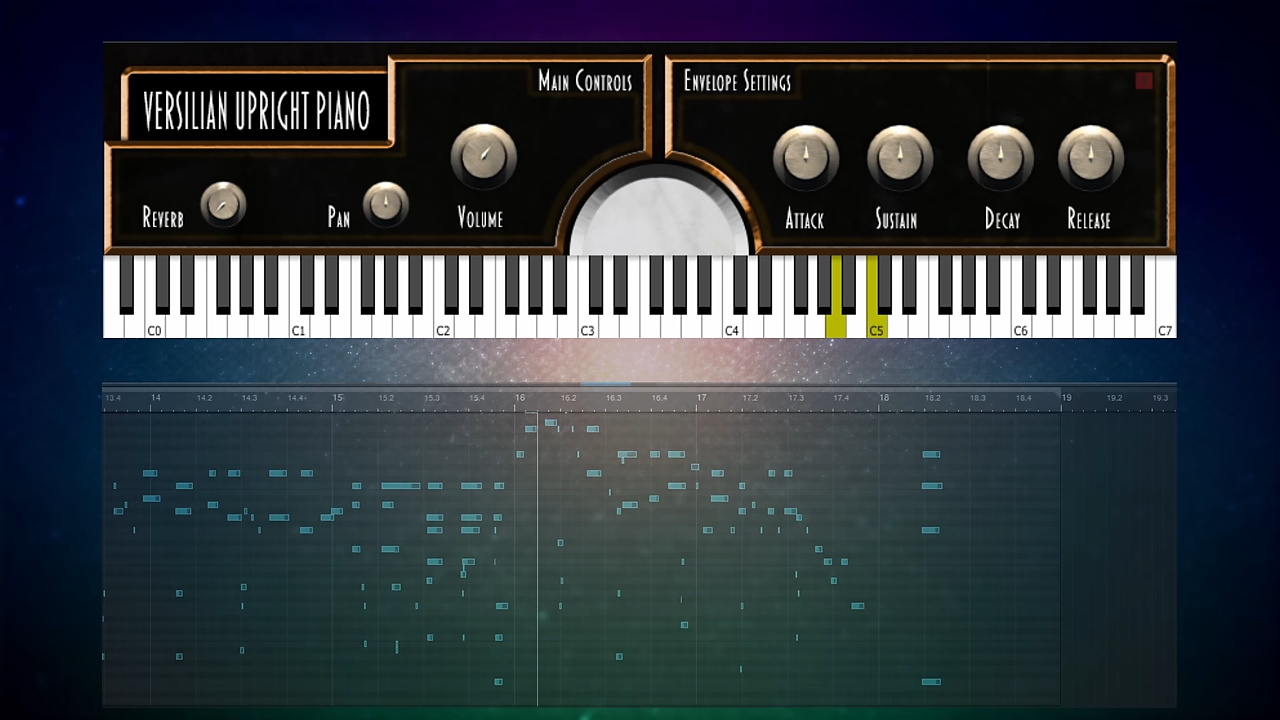 MAIN CONTROLS
ENVELOPE SETTINGS
VERSILIAN UPRIGHT PIANO
REVERB
PAN
VOLUME
ATTACK
SUSTAIN
DECAY
RELEASE
C0 C1 C2 C3 C4 C5 C6 C7
13.4 14 14.2 14.3 14.4 15 15.2 15.3 15.4 16 16.2 16.3 16.4 17 17.2 17.3 17.4 18 18.2 18.3 18.4 19 19.2 19.3